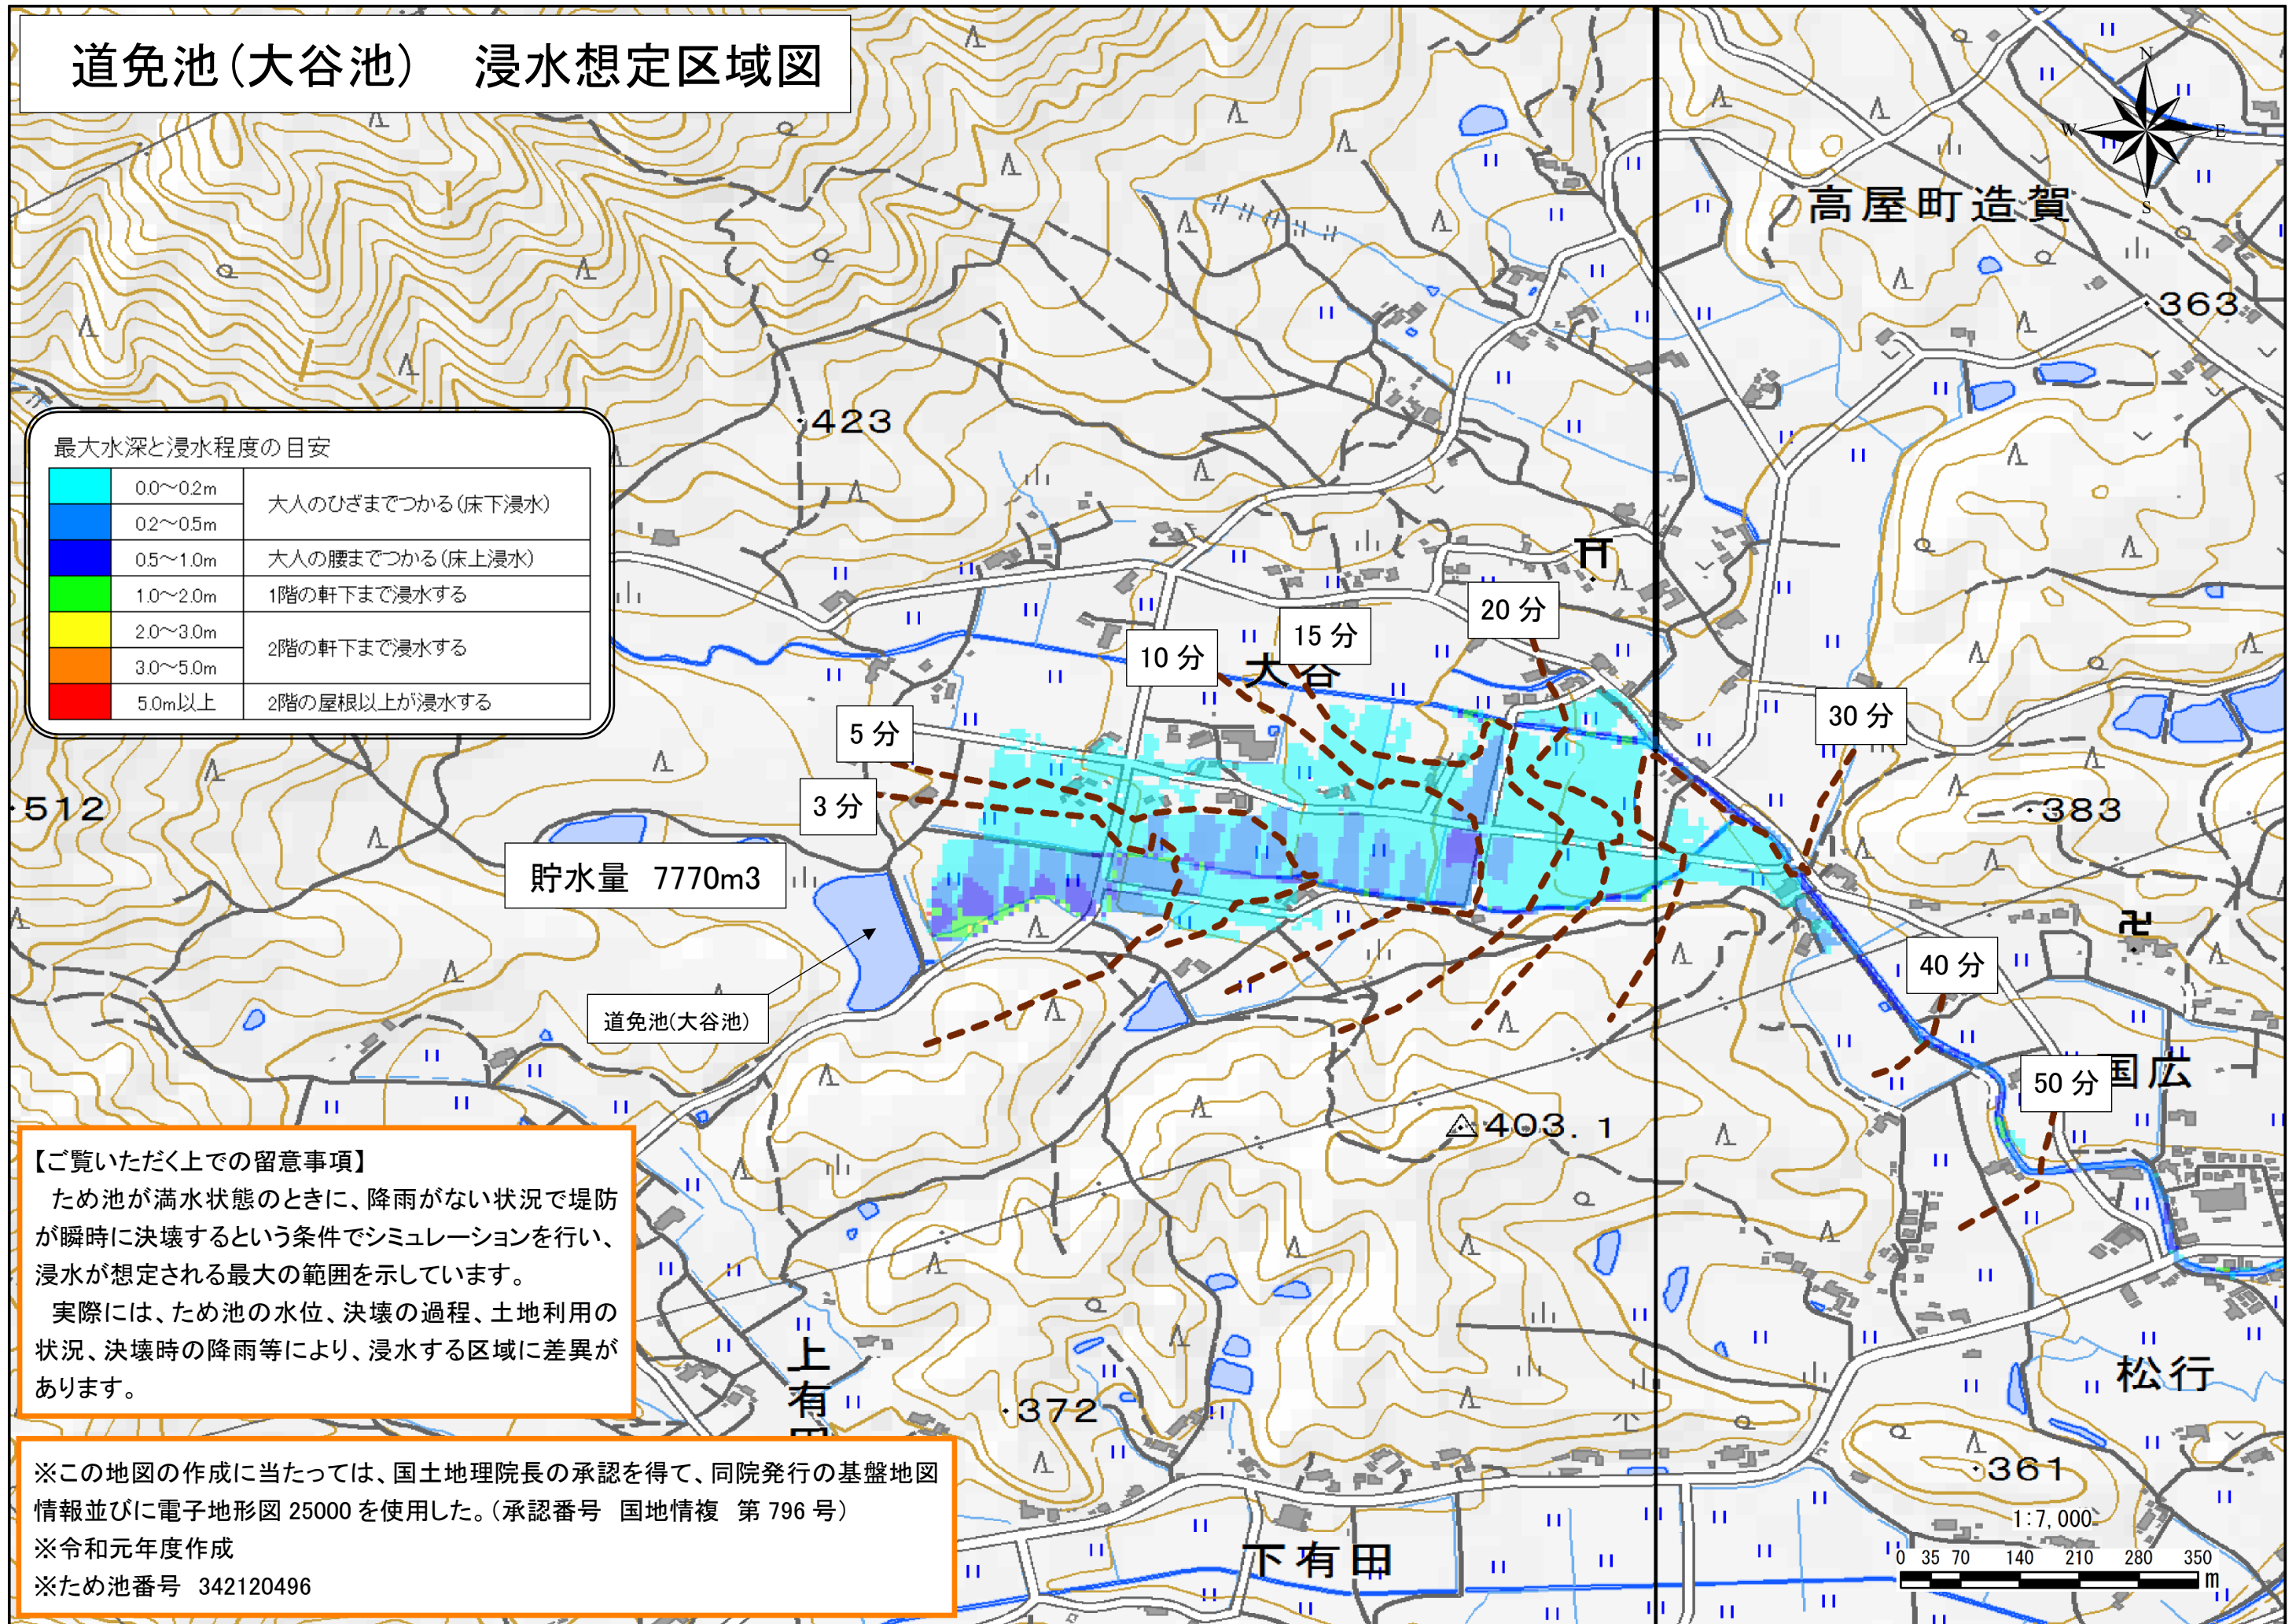 道免池(大谷池)　浸水想定区域図
N
W
E
S
高屋町造賀
363
423
最大水深と浸水程度の目安
0.0～0.2m
大人のひざまでつかる(床下浸水)
0.2～0.5m
0.5～1.0m　大人の腰までつかる(床上浸水)
1.0～2.0m　1階の軒下まで浸水する
2.0～3.0m
2階の軒下まで浸水する
3.0～5.0m
5.0m以上　2階の屋根以上が浸水する
20 分
15 分
10 分
大谷
30 分
5 分
3 分
512
383
貯水量　7770m3
40 分
道免池(大谷池)
国広
50 分
403.1
【ご覧いただく上での留意事項】
ため池が満水状態のときに、降雨がない状況で堤防
が瞬時に決壊するという条件でシミュレーションを行い、
浸水が想定される最大の範囲を示しています。
実際には、ため池の水位、決壊の過程、土地利用の
状況、決壊時の降雨等により、浸水する区域に差異が
あります。
上有田
372
松行
361
※この地図の作成に当たっては、国土地理院長の承認を得て、同院発行の基盤地図
情報並びに電子地形図 25000 を使用した。(承認番号　国地情複　第 796 号)
※令和元年度作成
※ため池番号　342120496
下有田
1:7,000
0 35 70 140 210 280 350
m